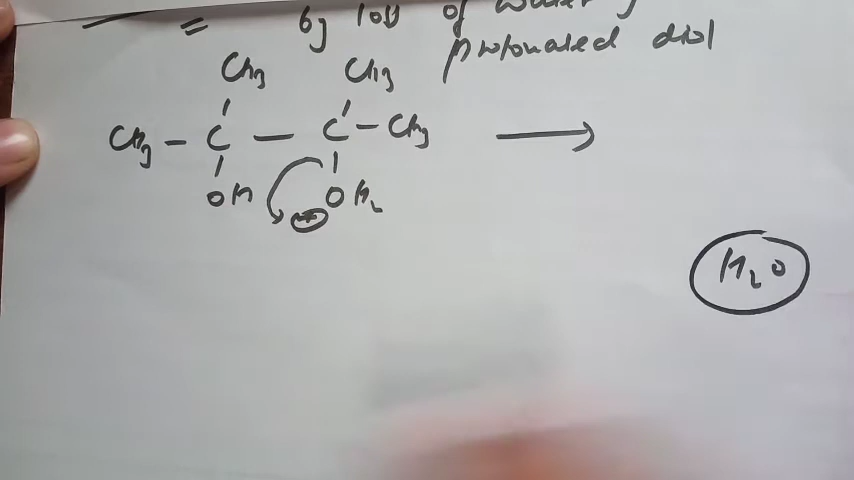 = by loss of water
protonated diol
CH3 CH3
CH3 - C — C - CH3 ⟶
OH + OH2
H2O